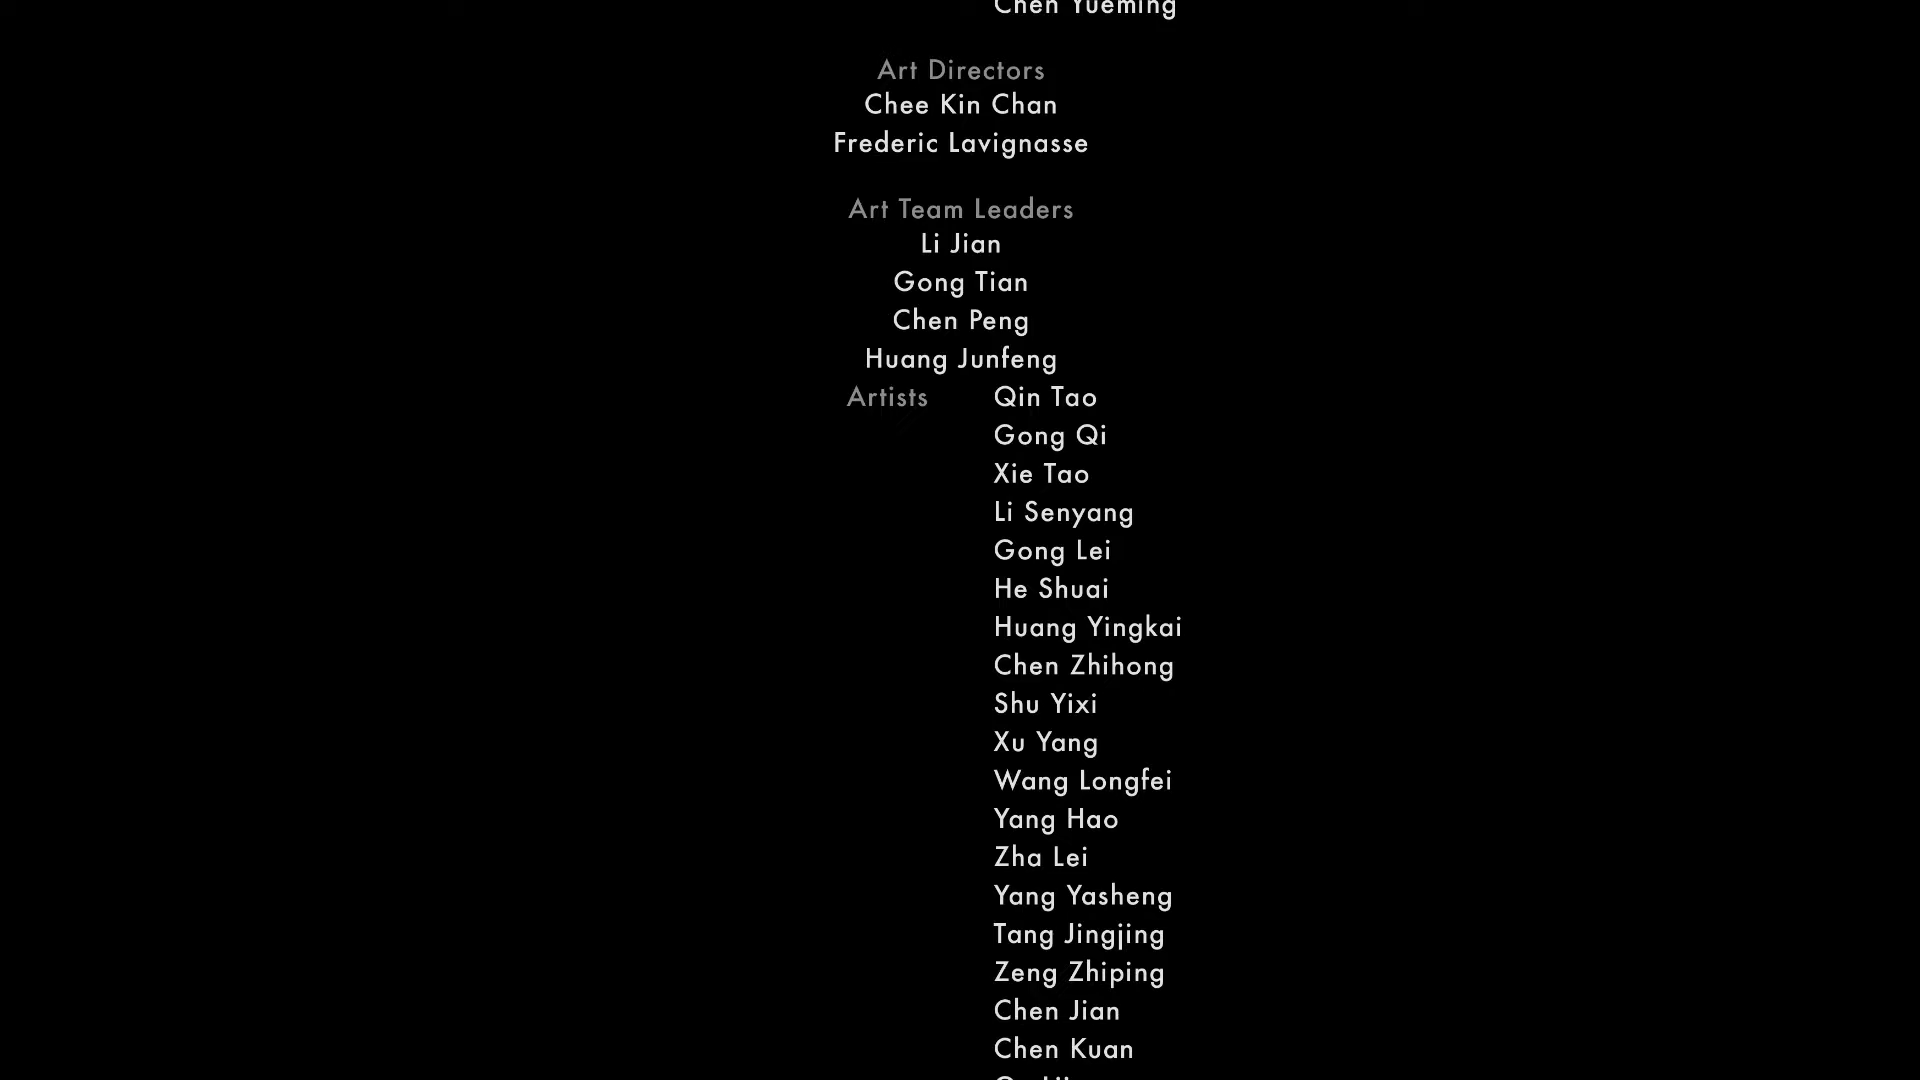 Chen Yueming
Art Directors
Chee Kin Chan
Frederic Lavignasse
Art Team Leaders
Li Jian
Gong Tian
Chen Peng
Huang Junfeng
Artists Qin Tao
Gong Qi
Xie Tao
Li Senyang
Gong Lei
He Shuai
Huang Yingkai
Chen Zhihong
Shu Yixi
Xu Yang
Wang Longfei
Yang Hao
Zha Lei
Yang Yasheng
Tang Jingjing
Zeng Zhiping
Chen Jian
Chen Kuan